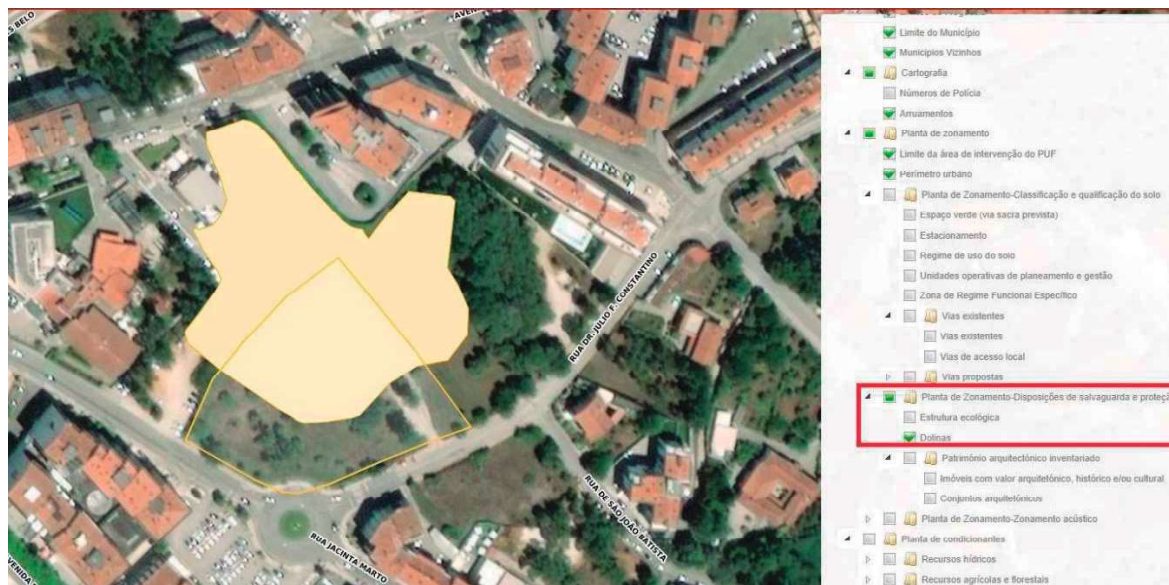 AVEN
S BELO
RUA DR. JÚLIO F. CONSTANTINO
RUA DE SÃO JOÃO BATISTA
RUA JACINTA MARTO
AVENIDA D
Limite do Município
Municípios Vizinhos
Cartografia
Números de Polícia
Arruamentos
Planta de zonamento
Limite da área de intervenção do PUF
Perímetro urbano
Planta de Zonamento-Classificação e qualificação do solo
Espaço verde (via sacra prevista)
Estacionamento
Regime de uso do solo
Unidades operativas de planeamento e gestão
Zona de Regime Funcional Específico
Vias existentes
Vias existentes
Vias de acesso local
Vias propostas
Planta de Zonamento-Disposições de salvaguarda e proteçã
Estrutura ecológica
Dolinas
Património arquitectónico inventariado
Imóveis com valor arquitetónico, histórico e/ou cultural
Conjuntos arquitetónicos
Planta de Zonamento-Zonamento acústico
Planta de condicionantes
Recursos hídricos
Recursos agrícolas e florestais